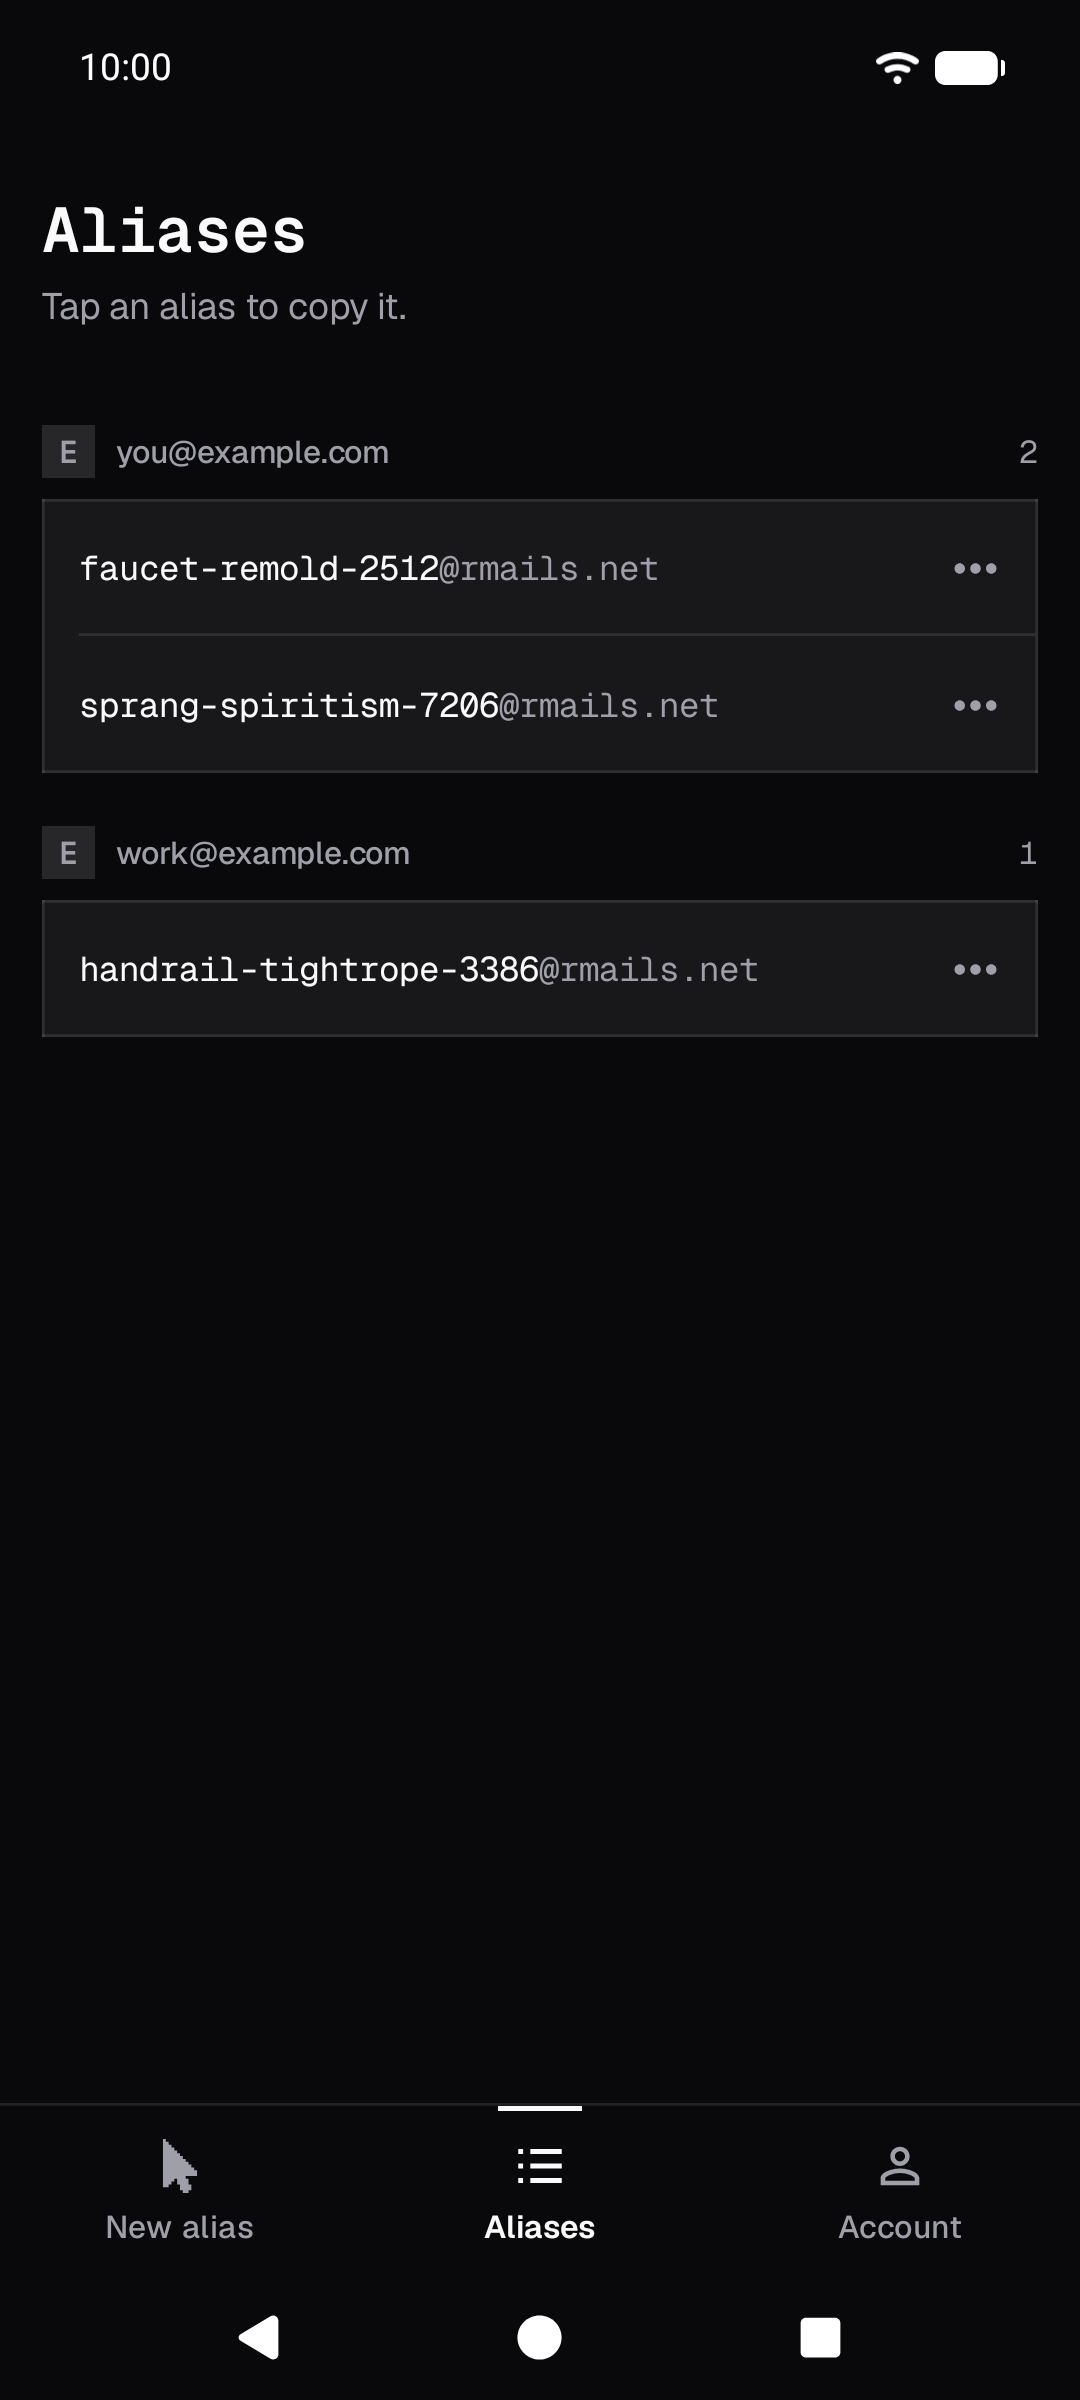 10:00
Aliases
Tap an alias to copy it.
E you@example.com 2
faucet-remold-2512@rmails.net
sprang-spiritism-7206@rmails.net
E work@example.com 1
handrail-tightrope-3386@rmails.net
New alias Aliases Account